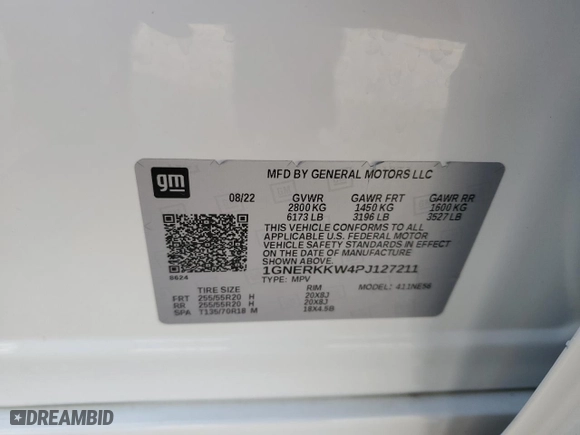 gm
MFD BY GENERAL MOTORS LLC
08/22 GVWR GAWR FRT GAWR RR
2800 KG 1450 KG 1600 KG
6173 LB 3196 LB 3527 LB
THIS VEHICLE CONFORMS TO ALL
APPLICABLE U.S. FEDERAL MOTOR
VEHICLE SAFETY STANDARDS IN EFFECT
ON THE DATE OF MANUFACTURE
SHOWN ABOVE.
1GNERKKW4PJ127211
0624
TYPE: MPV MODEL: 411NE56
TIRE SIZE RIM
FRT 255/55R20 H 20X8J
RR 255/55R20 H 20X8J
SPA T135/70R18 M 18X4.5B
DREAMBID